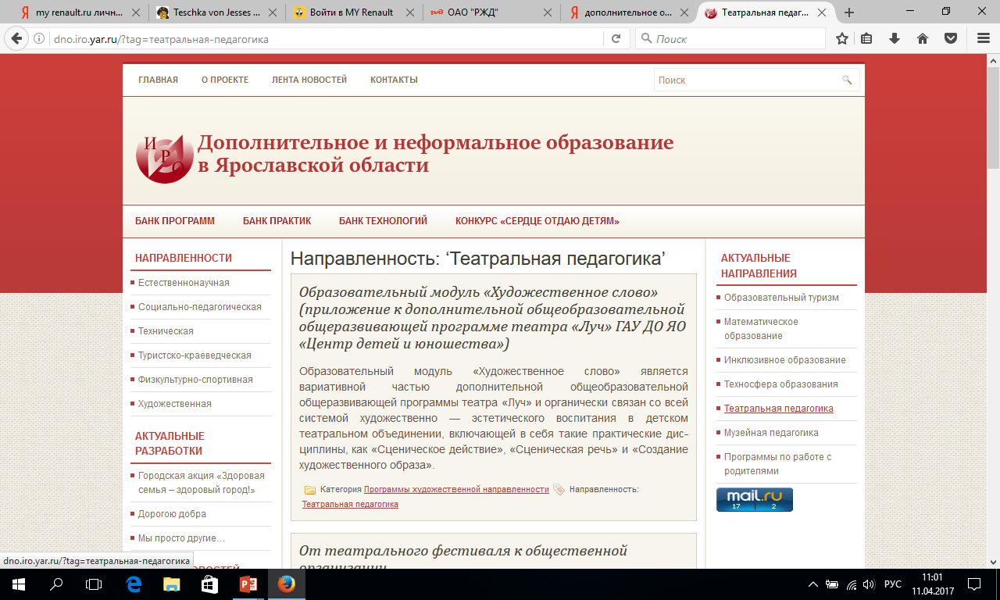 my renault.ru личн...
Teschka von Jesses ...
Войти в MY Renault
ОАО "РЖД"
дополнительное о...
Театральная педаг...
dno.iro.yar.ru/?tag=театральная-педагогика
Поиск
ГЛАВНАЯ О ПРОЕКТЕ ЛЕНТА НОВОСТЕЙ КОНТАКТЫ
Поиск
ИРО
Дополнительное и неформальное образование
в Ярославской области
БАНК ПРОГРАММ БАНК ПРАКТИК БАНК ТЕХНОЛОГИЙ КОНКУРС «СЕРДЦЕ ОТДАЮ ДЕТЯМ»
НАПРАВЛЕННОСТИ
Естественнонаучная
Социально-педагогическая
Техническая
Туристско-краеведческая
Физкультурно-спортивная
Художественная
АКТУАЛЬНЫЕ
РАЗРАБОТКИ
Городская акция «Здоровая
семья – здоровый город!»
Дорогою добра
Мы просто другие...
Направленность: ‘Театральная педагогика’
Образовательный модуль «Художественное слово»
(приложение к дополнительной общеобразовательной
общеразвивающей программе театра «Луч» ГАУ ДО ЯО
«Центр детей и юношества»)
Образовательный модуль «Художественное слово» является
вариативной частью дополнительной общеобразовательной
общеразвивающей программы театра «Луч» и органически связан со всей
системой художественно — эстетического воспитания в детском
театральном объединении, включающей в себя такие практические дис-
циплины, как «Сценическое действие», «Сценическая речь» и «Создание
художественного образа».
Категория Программы художественной направленности Направленность:
Театральная педагогика
От театрального фестиваля к общественной
организации
АКТУАЛЬНЫЕ
НАПРАВЛЕНИЯ
Образовательный туризм
Математическое
образование
Инклюзивное образование
Техносфера образования
Театральная педагогика
Музейная педагогика
Программы по работе с
родителями
mail.ru
17 2
dno.iro.yar.ru/?tag=театральная-педагогика
РУС
11:01
11.04.2017